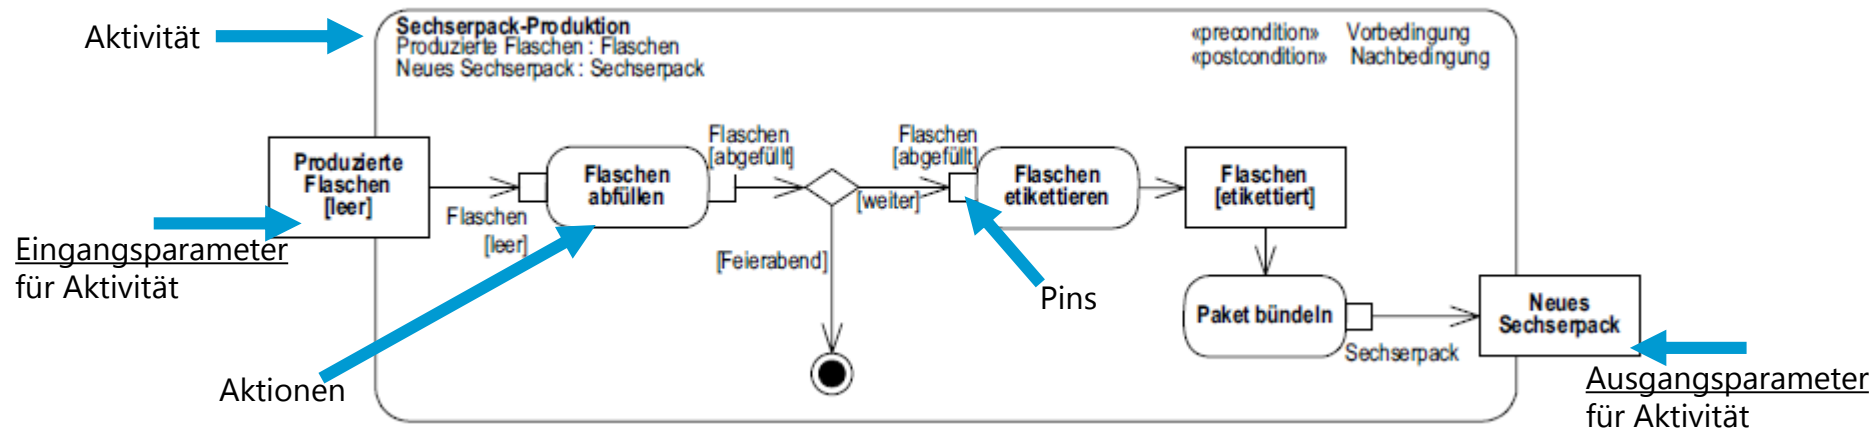 Aktivität
Sechserpack-Produktion
Produzierte Flaschen : Flaschen
Neues Sechserpack : Sechserpack
«precondition» Vorbedingung
«postcondition» Nachbedingung
Produzierte
Flaschen
[leer]
Flaschen
[leer]
Flaschen
abfüllen
Flaschen
[abgefüllt]
[weiter]
[Feierabend]
Flaschen
[abgefüllt]
Flaschen
etikettieren
Flaschen
[etikettiert]
Eingangsparameter
für Aktivität
Aktionen
Pins
Paket bündeln
Sechserpack
Neues
Sechserpack
Ausgangsparameter
für Aktivität